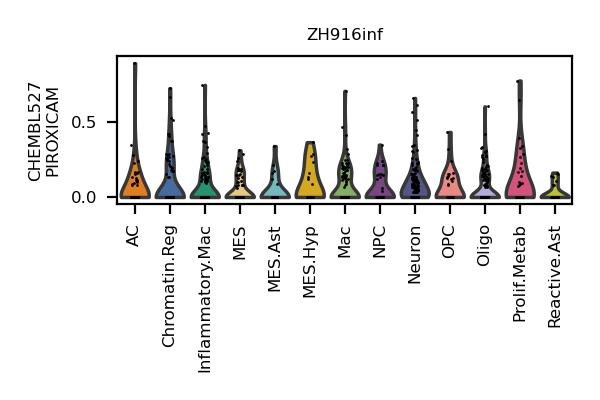 ZH916inf
CHEMBL527
PIROXICAM
0.5
0.0
AC
Chromatin.Reg
Inflammatory.Mac
MES
MES.Ast
MES.Hyp
Mac
NPC
Neuron
OPC
Oligo
Prolif.Metab
Reactive.Ast